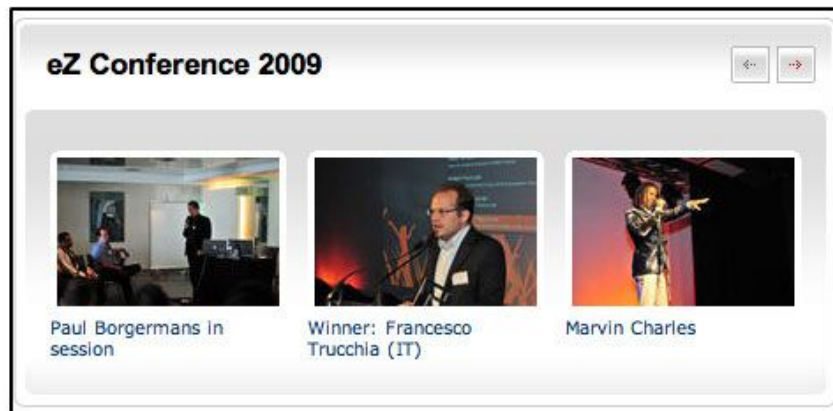 eZ Conference 2009
Paul Borgermans in
session
Winner: Francesco
Trucchia (IT)
Marvin Charles